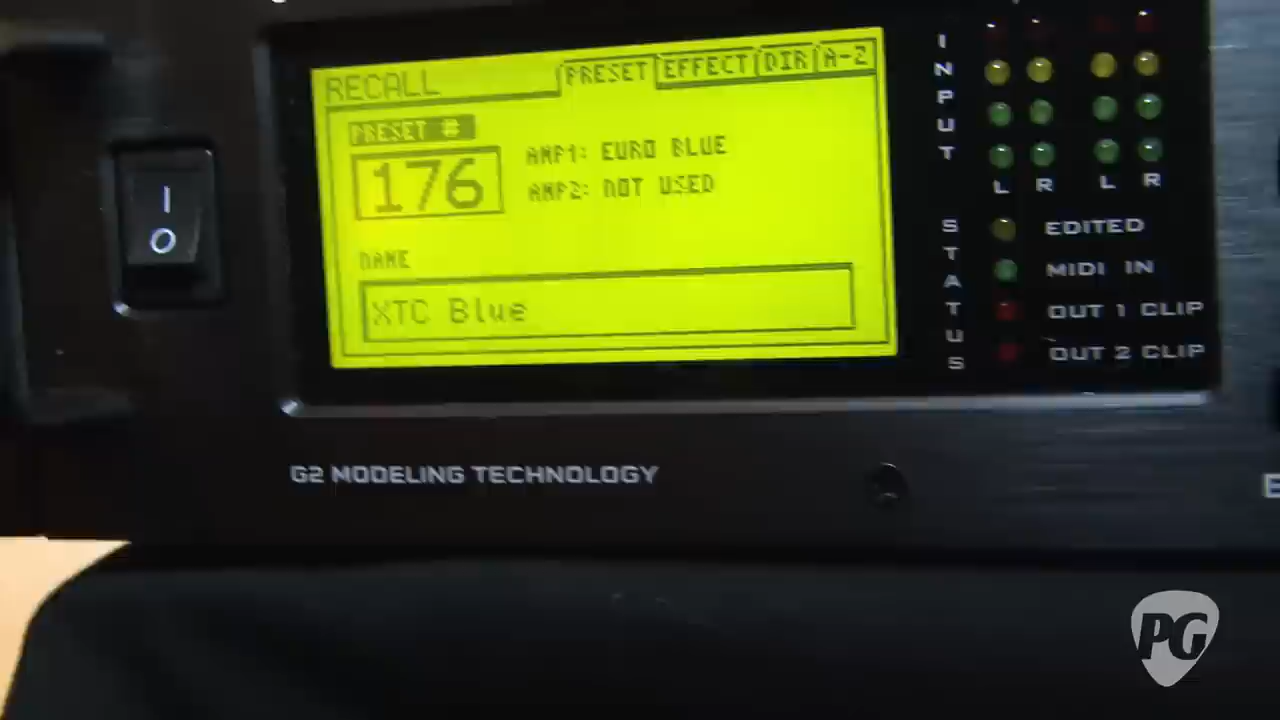 RECALL
PRESET EFFECT DIR A-Z
PRESET #
176
AMP1: EURO BLUE
AMP2: NOT USED
NAME
XTC Blue
INPUT
L R L R
STATUS
EDITED
MIDI IN
OUT 1 CLIP
OUT 2 CLIP
I
O
G2 MODELING TECHNOLOGY
PG